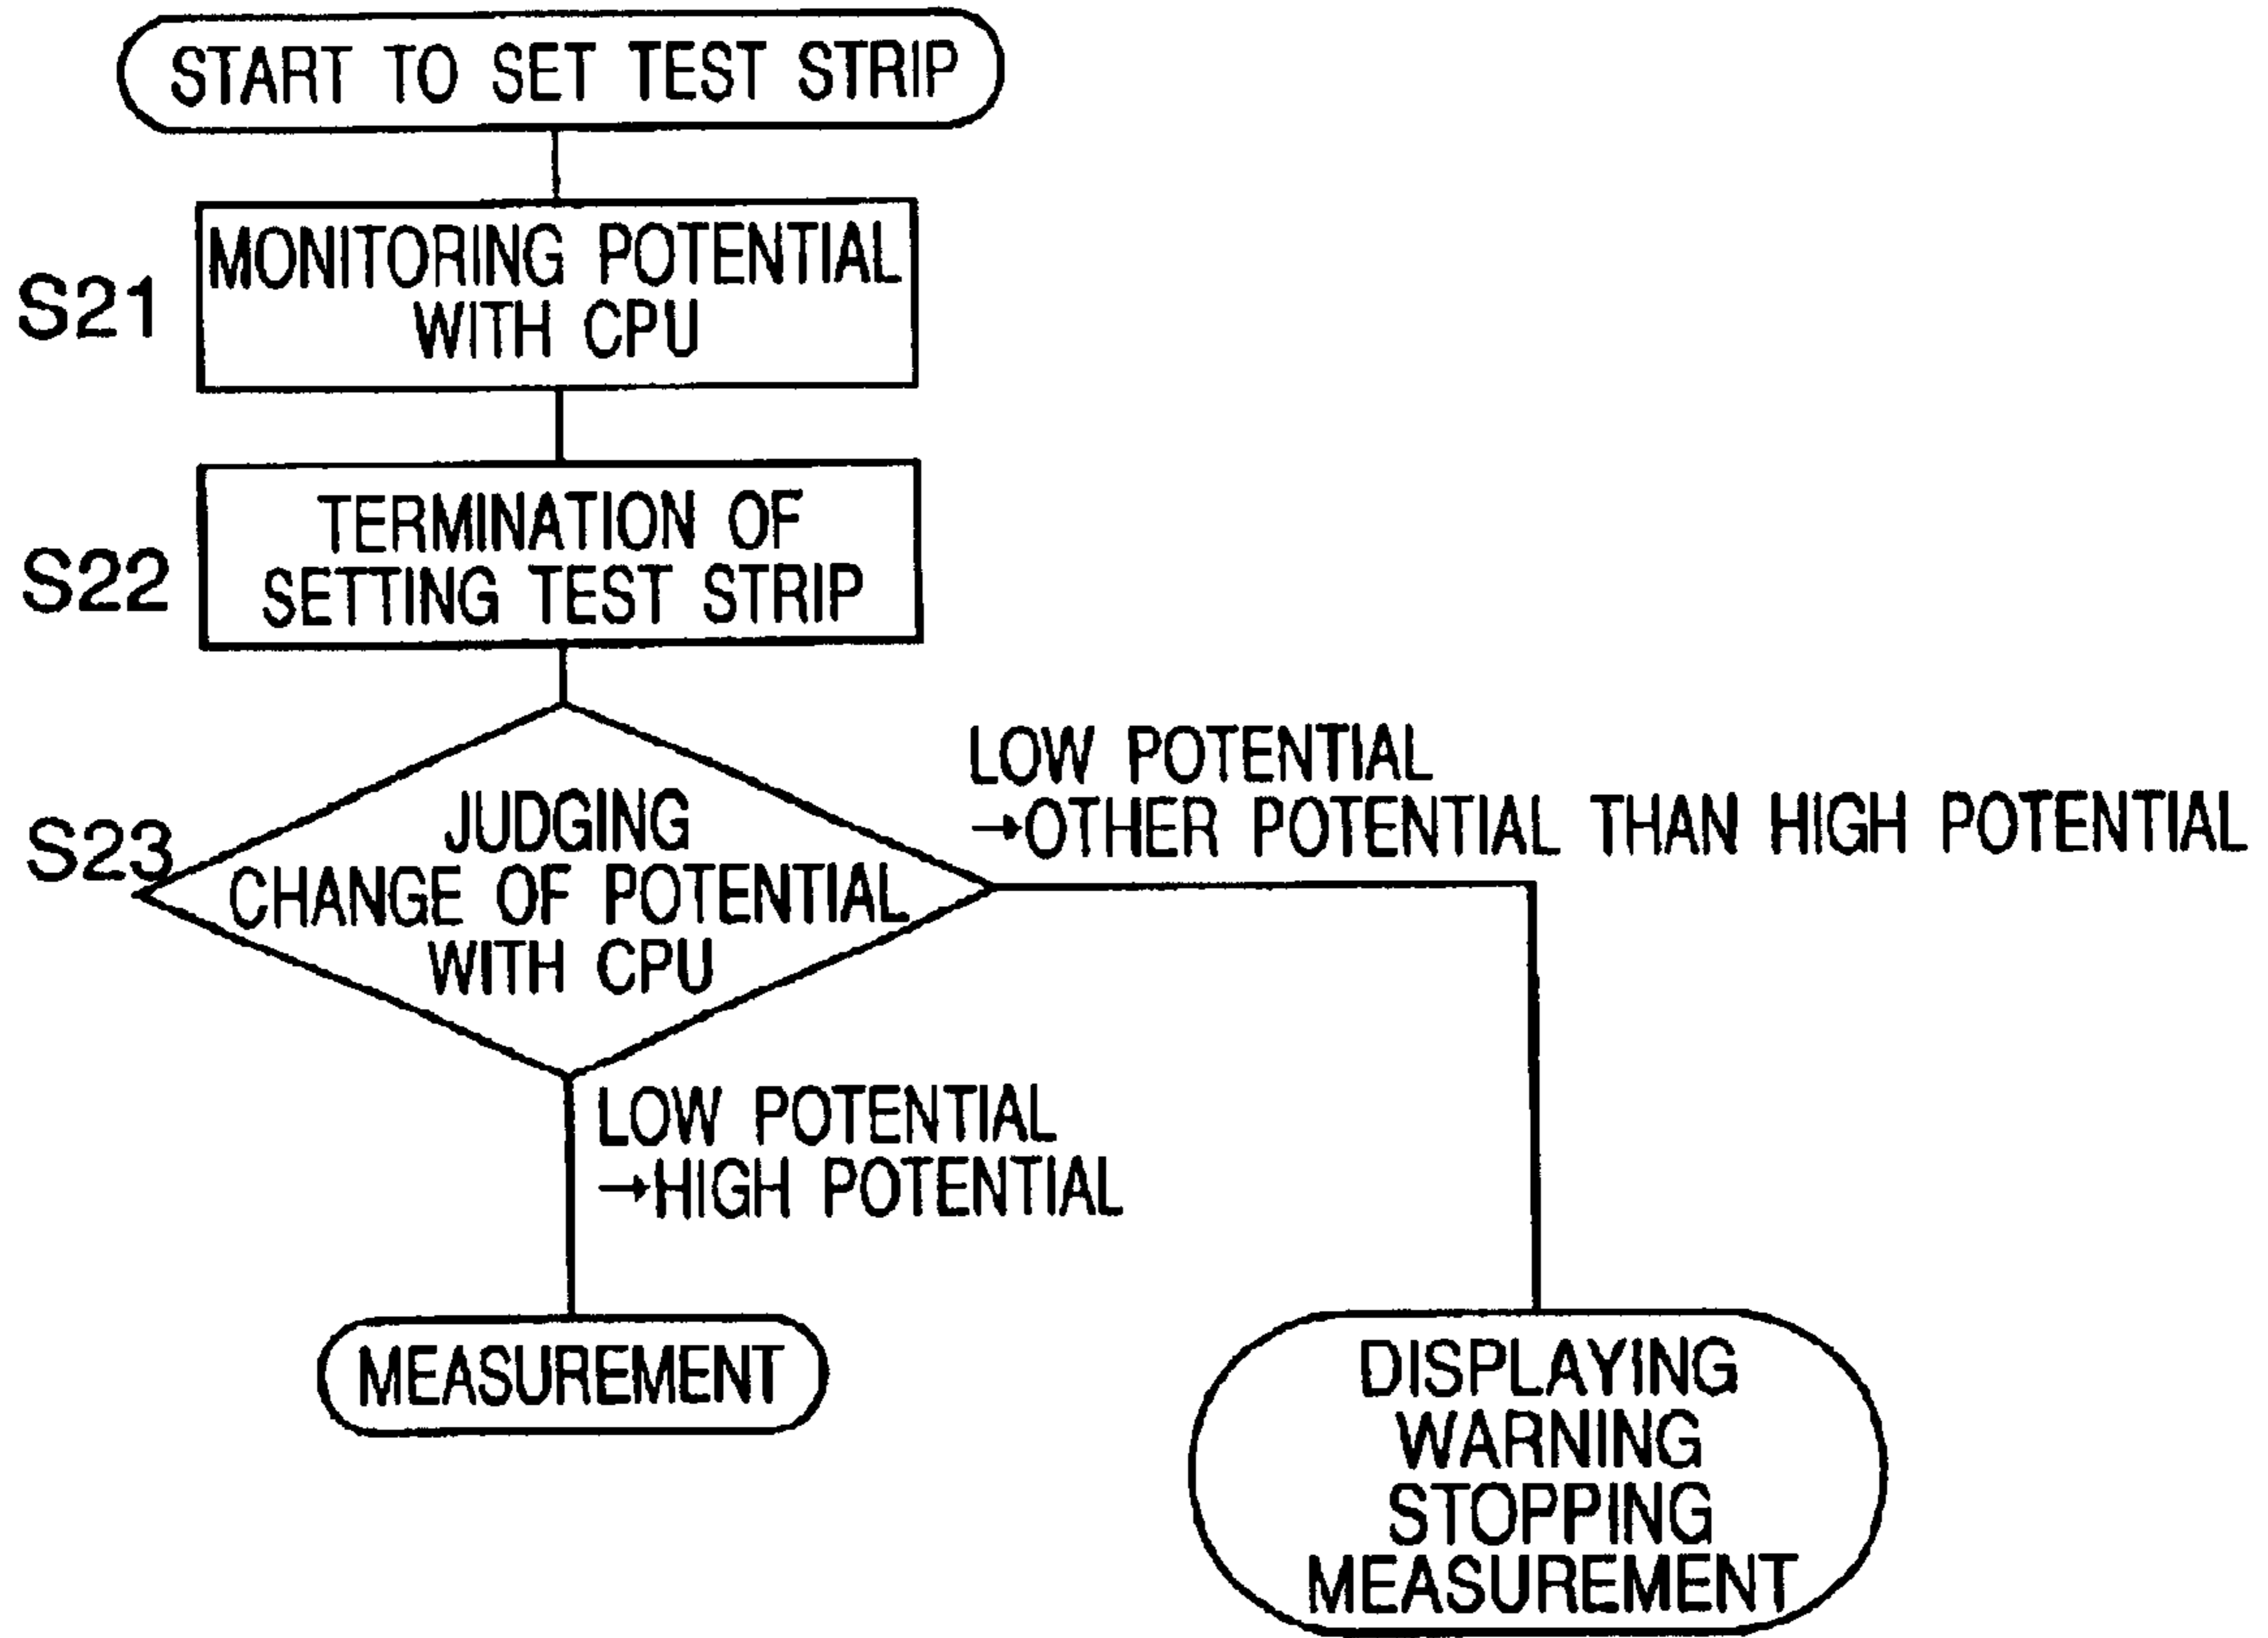 START TO SET TEST STRIP
S21
MONITORING POTENTIAL
WITH CPU
S22
TERMINATION OF
SETTING TEST STRIP
S23
JUDGING
CHANGE OF POTENTIAL
WITH CPU
LOW POTENTIAL
→OTHER POTENTIAL THAN HIGH POTENTIAL
LOW POTENTIAL
→HIGH POTENTIAL
MEASUREMENT
DISPLAYING
WARNING
STOPPING
MEASUREMENT